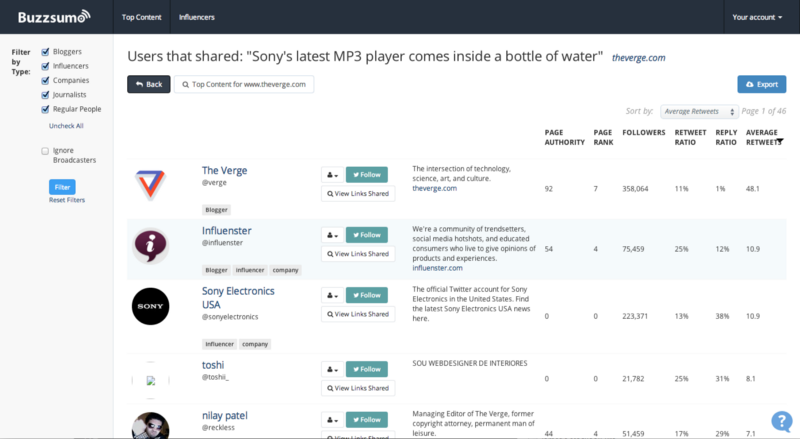 Buzzsumo Top Content Influencers Your account
Filter by Type:
Bloggers
Influencers
Companies
Journalists
Regular People
Uncheck All
Ignore Broadcasters
Filter
Reset Filters
Users that shared: "Sony's latest MP3 player comes inside a bottle of water" theverge.com
Back Top Content for www.theverge.com Export
Sort by: Average Retweets Page 1 of 46
PAGE AUTHORITY PAGE RANK FOLLOWERS RETWEET RATIO REPLY RATIO AVERAGE RETWEETS
The Verge
@verge
Blogger
Follow
View Links Shared
The intersection of technology,
science, art, and culture.
theverge.com
92 7 358,064 11% 1% 48.1
Influenster
@influenster
Blogger Influencer company
Follow
View Links Shared
We're a community of trendsetters,
social media hotshots, and educated
consumers who live to give opinions of
products and experiences.
influenster.com
54 4 75,459 25% 12% 10.9
SONY
Sony Electronics
USA
@sonyelectronics
Influencer company
Follow
View Links Shared
The official Twitter account for Sony
Electronics in the United States. Find
the latest Sony Electronics USA news
here.
0 0 223,371 13% 38% 10.9
toshi
@toshii_
Follow
View Links Shared
SOU WEBDESIGNER DE INTERIORES
0 0 21,782 25% 31% 8.1
nilay patel
@reckless
Follow
View Links Shared
Managing Editor of The Verge, former
copyright attorney, permanent man of
leisure.
44 4 51,459 17% 29% 7.1